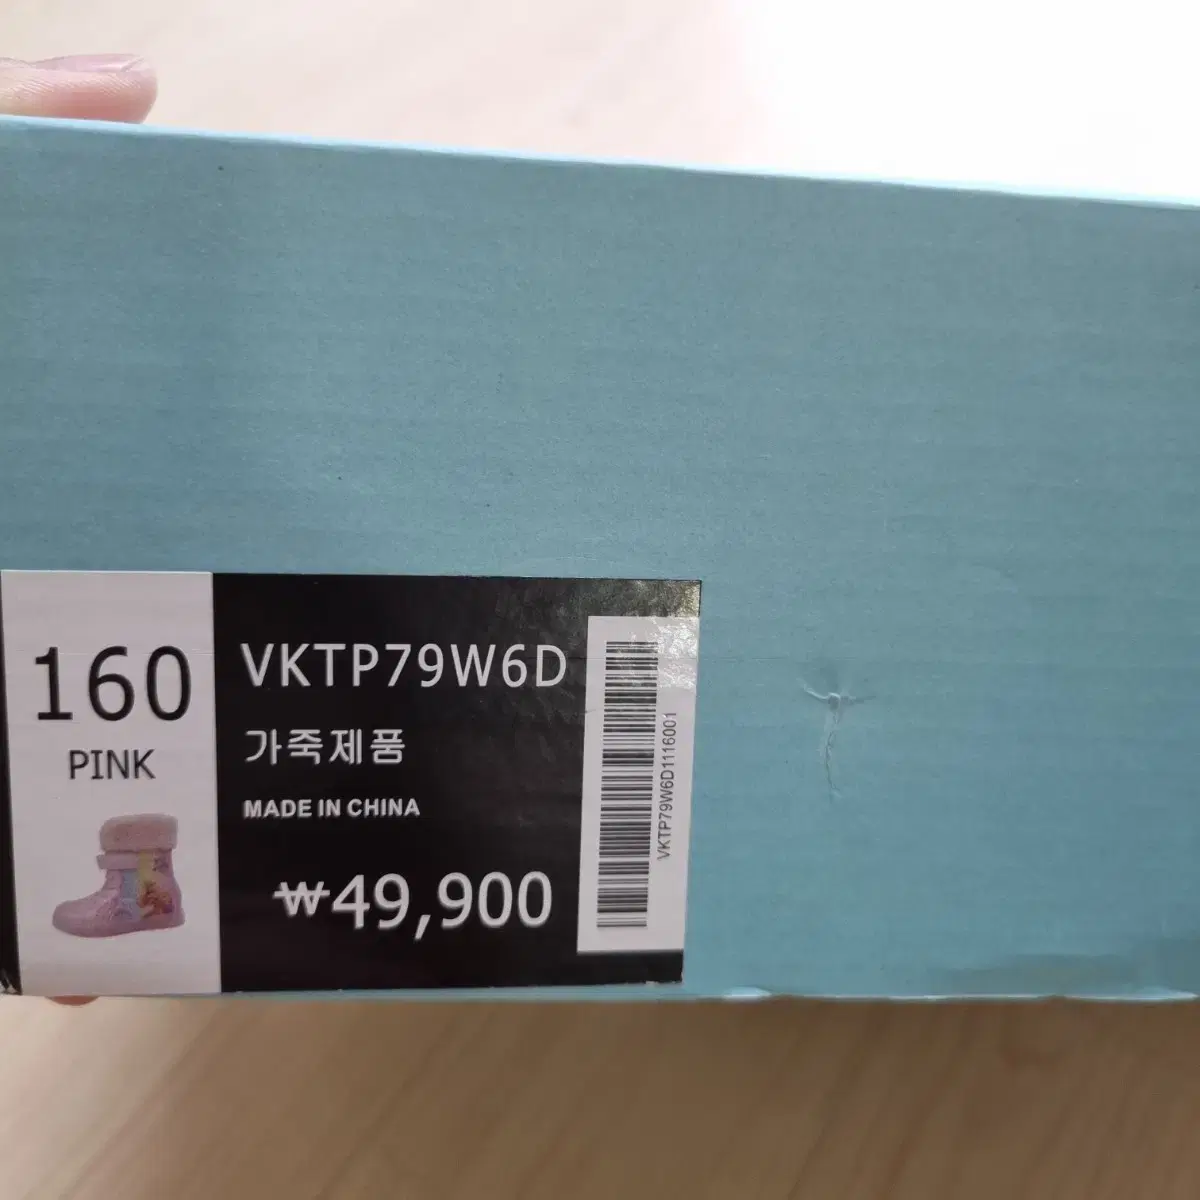 160
PINK
VKTP79W6D
가죽제품
MADE IN CHINA
₩49,900
VKTP79W6D1116001